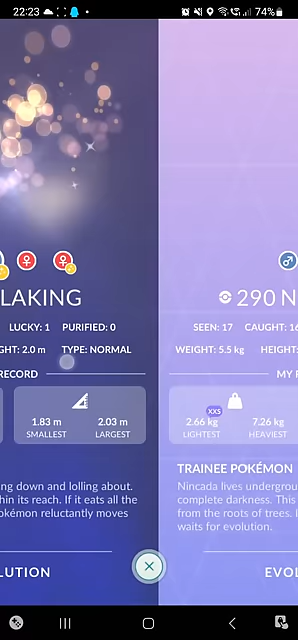 22:23 74%
LAKING
LUCKY: 1 PURIFIED: 0
GHT: 2.0 m TYPE: NORMAL
RECORD
1.83 m 2.03 m
SMALLEST LARGEST
ng down and lolling about.
hin its reach. If it eats all the
okémon reluctantly moves
LUTION
290 N
SEEN: 17 CAUGHT: 16
WEIGHT: 5.5 kg HEIGHT:
MY R
XXS
2.66 kg 7.26 kg
LIGHTEST HEAVIEST
TRAINEE POKÉMON
Nincada lives undergrou
complete darkness. This
from the roots of trees. I
waits for evolution.
EVOL